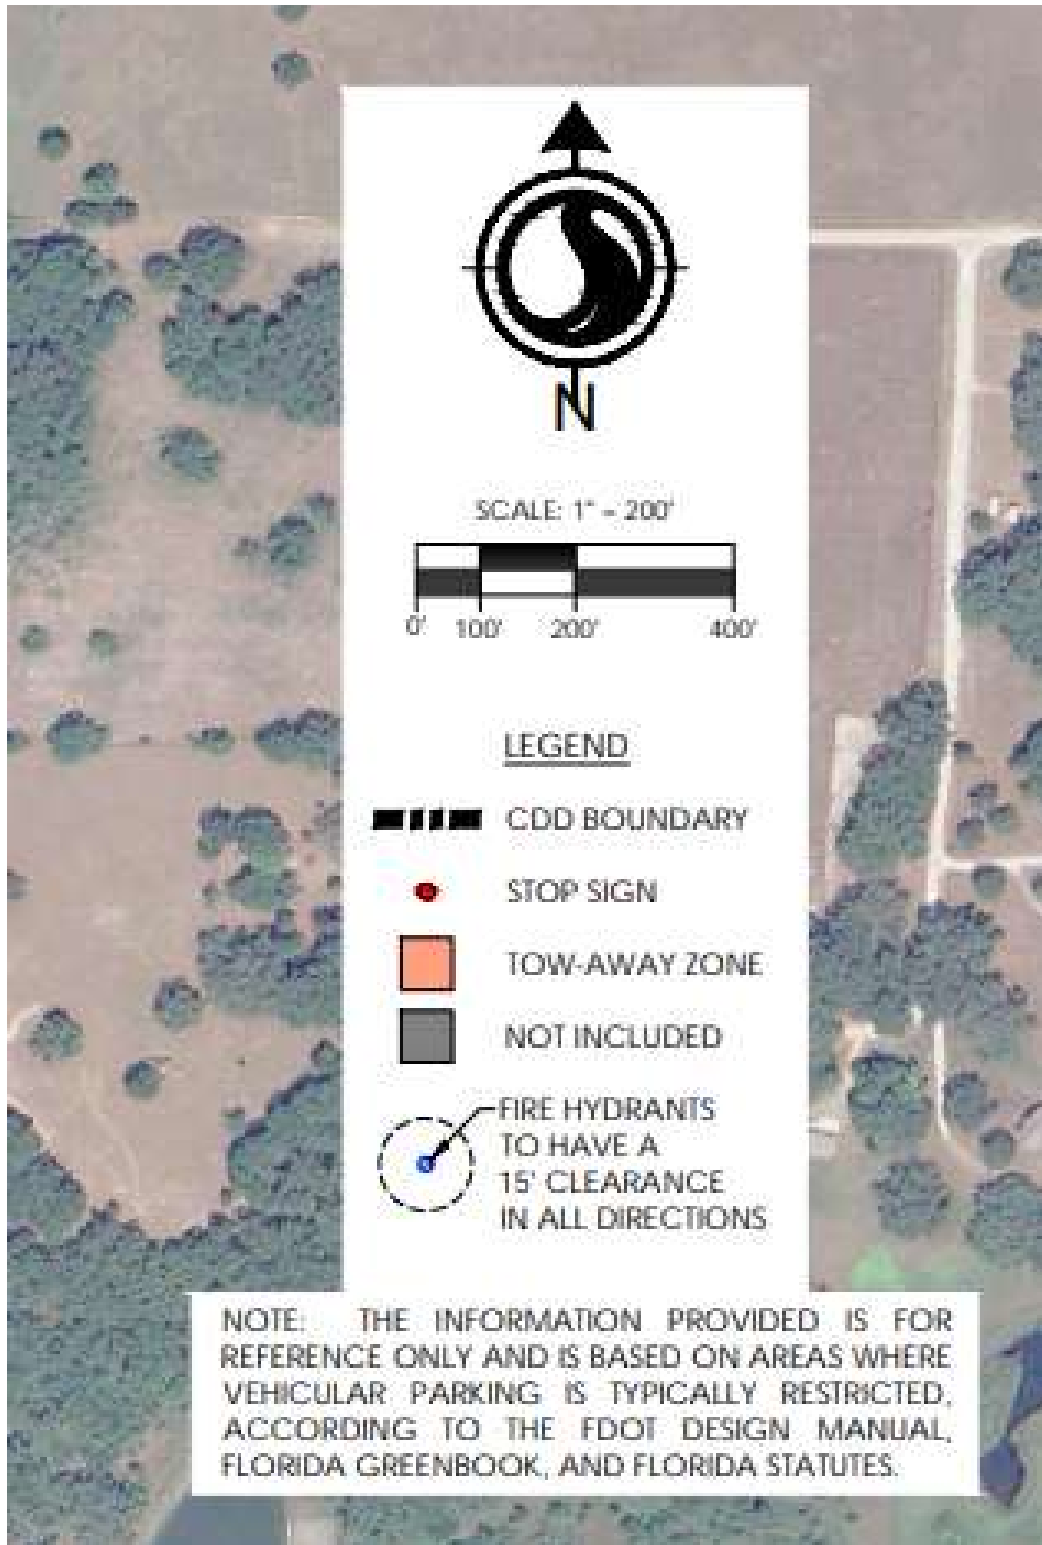 N
SCALE: 1" = 200'
0' 100' 200' 400'
LEGEND
CDD BOUNDARY
STOP SIGN
TOW-AWAY ZONE
NOT INCLUDED
FIRE HYDRANTS
TO HAVE A
15' CLEARANCE
IN ALL DIRECTIONS
NOTE: THE INFORMATION PROVIDED IS FOR
REFERENCE ONLY AND IS BASED ON AREAS WHERE
VEHICULAR PARKING IS TYPICALLY RESTRICTED,
ACCORDING TO THE FDOT DESIGN MANUAL,
FLORIDA GREENBOOK, AND FLORIDA STATUTES.